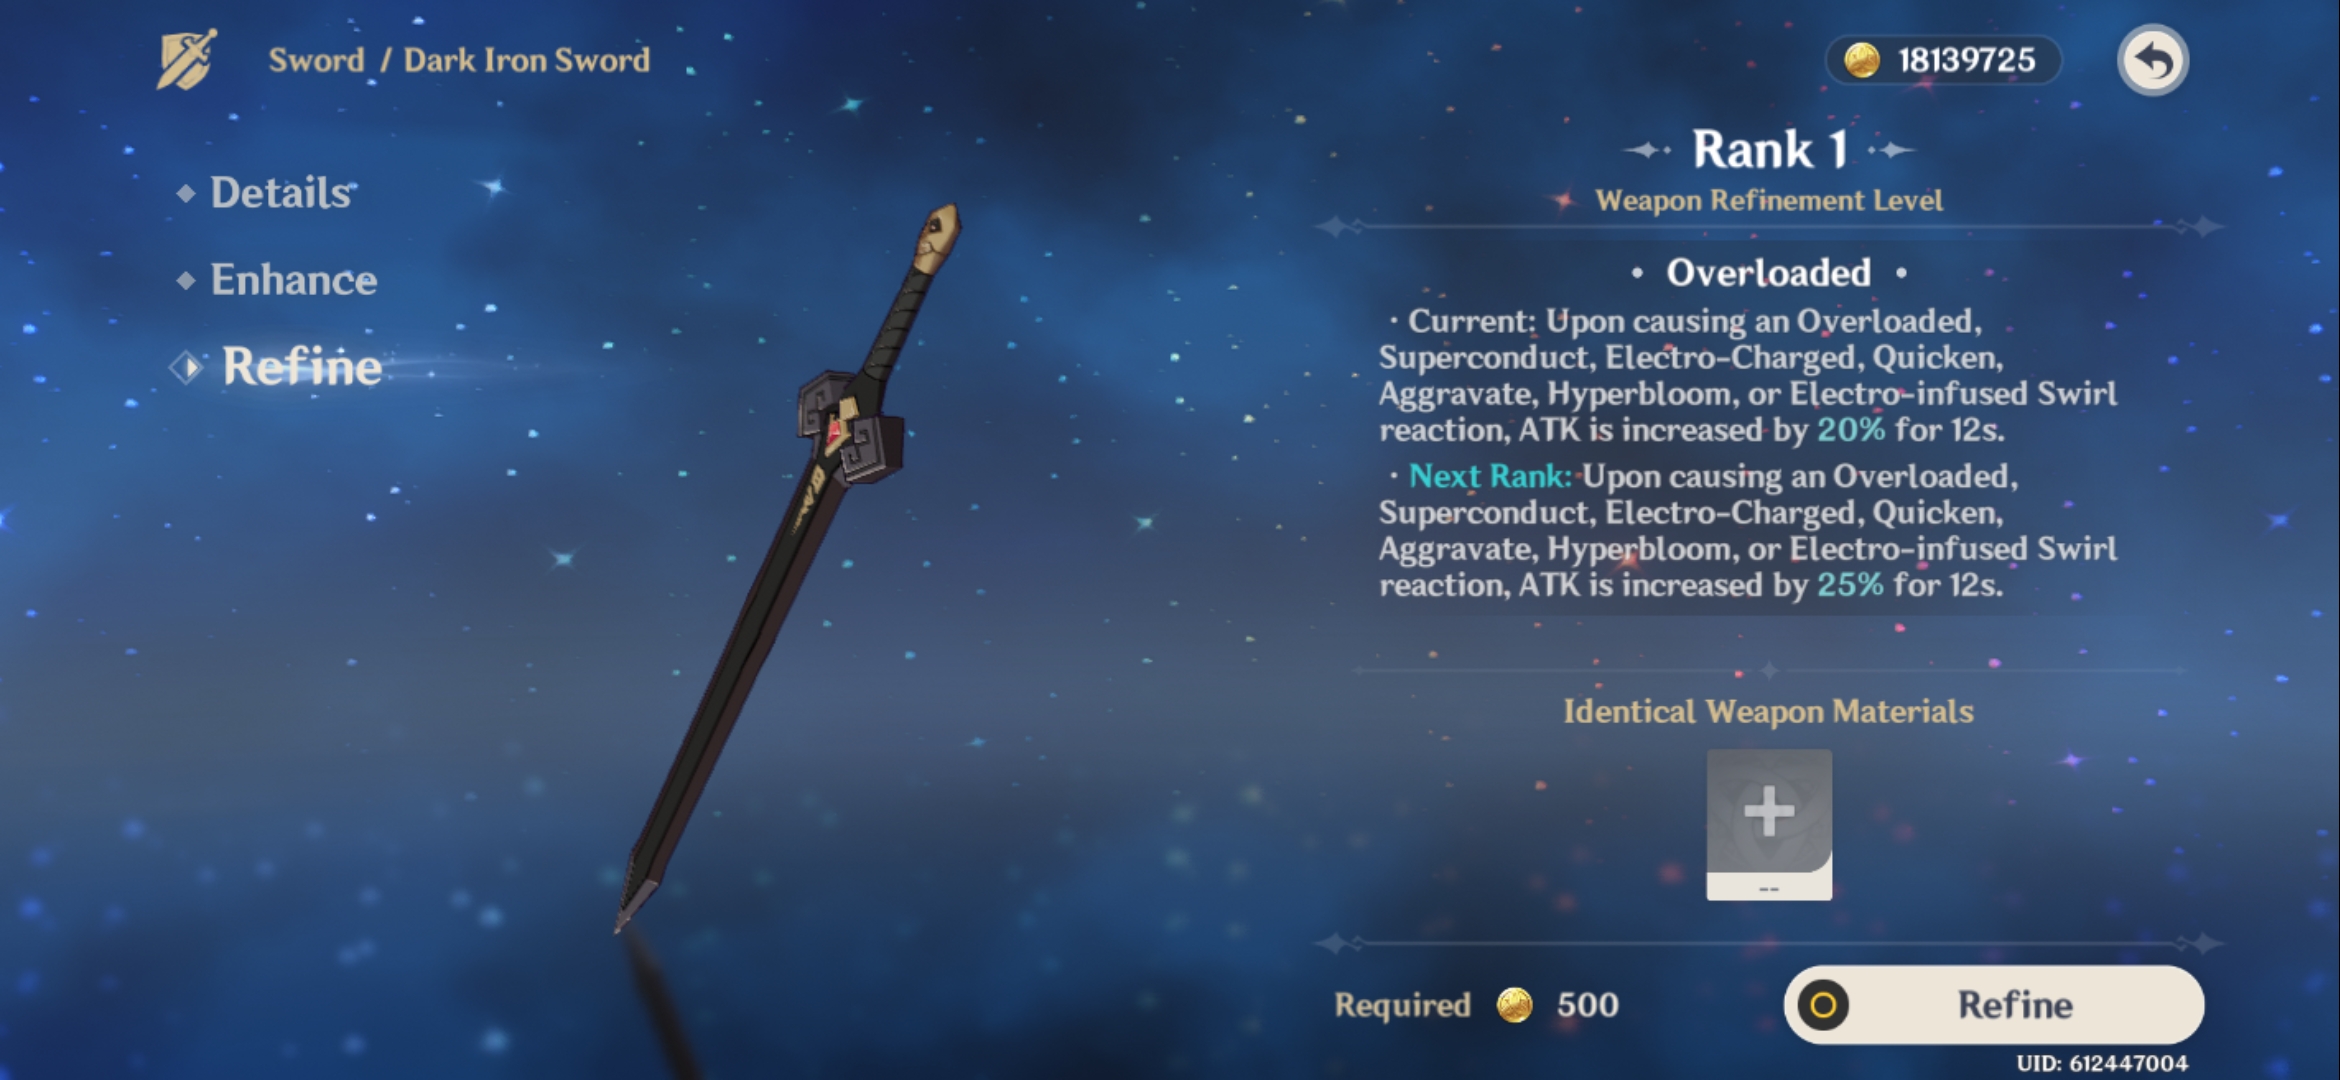 Sword / Dark Iron Sword
18139725
Details
Enhance
Refine
Rank 1
Weapon Refinement Level
• Overloaded •
· Current: Upon causing an Overloaded,
Superconduct, Electro-Charged, Quicken,
Aggravate, Hyperbloom, or Electro-infused Swirl
reaction, ATK is increased by 20% for 12s.
· Next Rank: Upon causing an Overloaded,
Superconduct, Electro-Charged, Quicken,
Aggravate, Hyperbloom, or Electro-infused Swirl
reaction, ATK is increased by 25% for 12s.
Identical Weapon Materials
--
Required 500
Refine
UID: 612447004